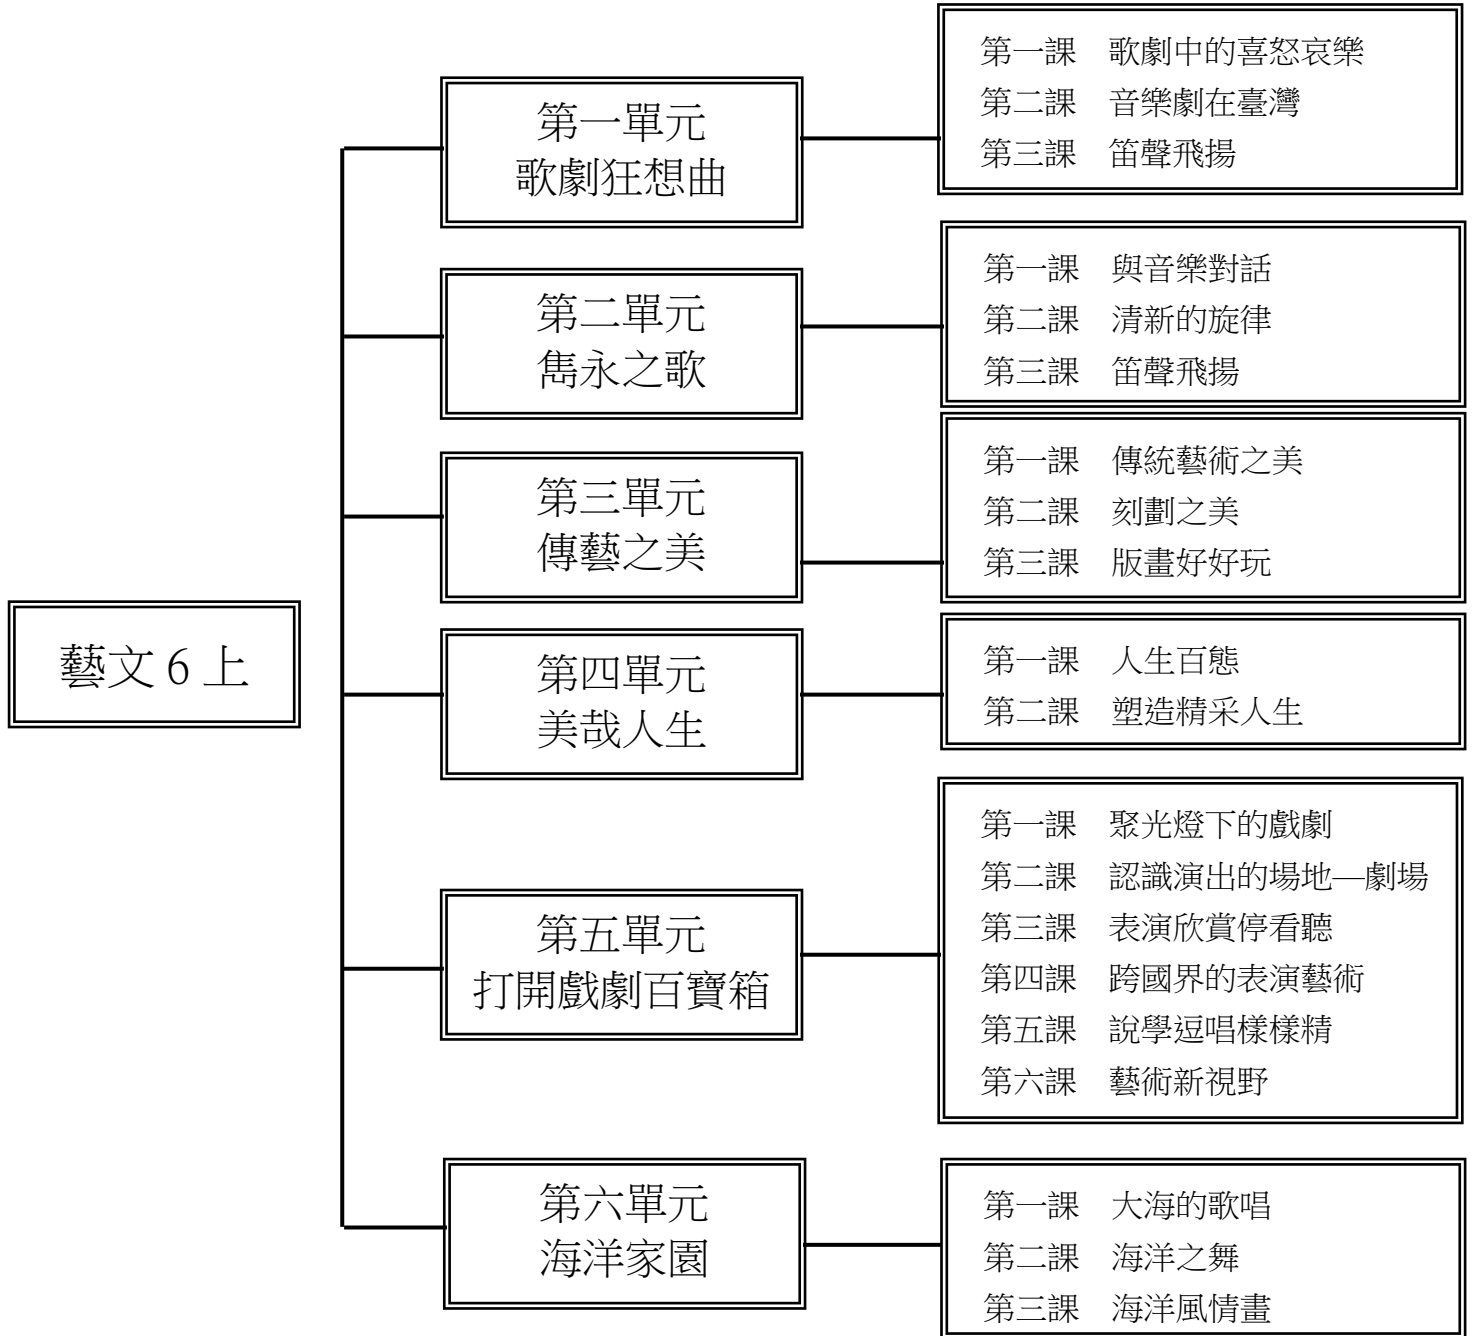 藝文 6 上
第一單元
歌劇狂想曲
第一課　歌劇中的喜怒哀樂
第二課　音樂劇在臺灣
第三課　笛聲飛揚
第二單元
雋永之歌
第一課　與音樂對話
第二課　清新的旋律
第三課　笛聲飛揚
第三單元
傳藝之美
第一課　傳統藝術之美
第二課　刻劃之美
第三課　版畫好好玩
第四單元
美哉人生
第一課　人生百態
第二課　塑造精采人生
第五單元
打開戲劇百寶箱
第一課　聚光燈下的戲劇
第二課　認識演出的場地—劇場
第三課　表演欣賞停看聽
第四課　跨國界的表演藝術
第五課　說學逗唱樣樣精
第六課　藝術新視野
第六單元
海洋家園
第一課　大海的歌唱
第二課　海洋之舞
第三課　海洋風情畫